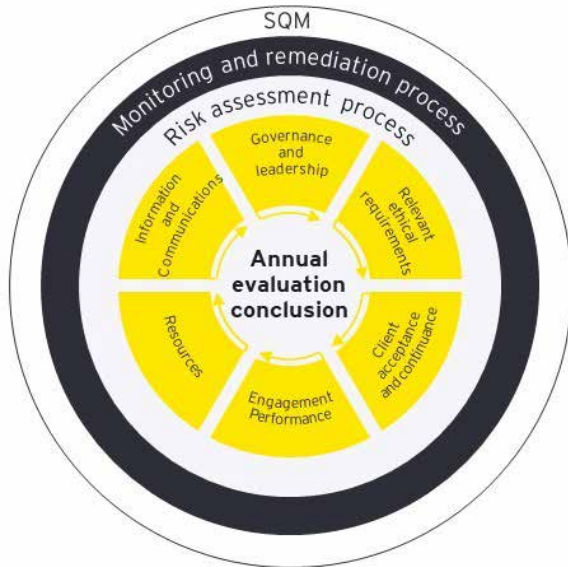 SQM
Monitoring and remediation process
Risk assessment process
Governance
and
leadership
Relevant
ethical
requirements
Client
acceptance
and continuance
Engagement
Performance
Resources
Information
and
Communications
Annual
evaluation
conclusion